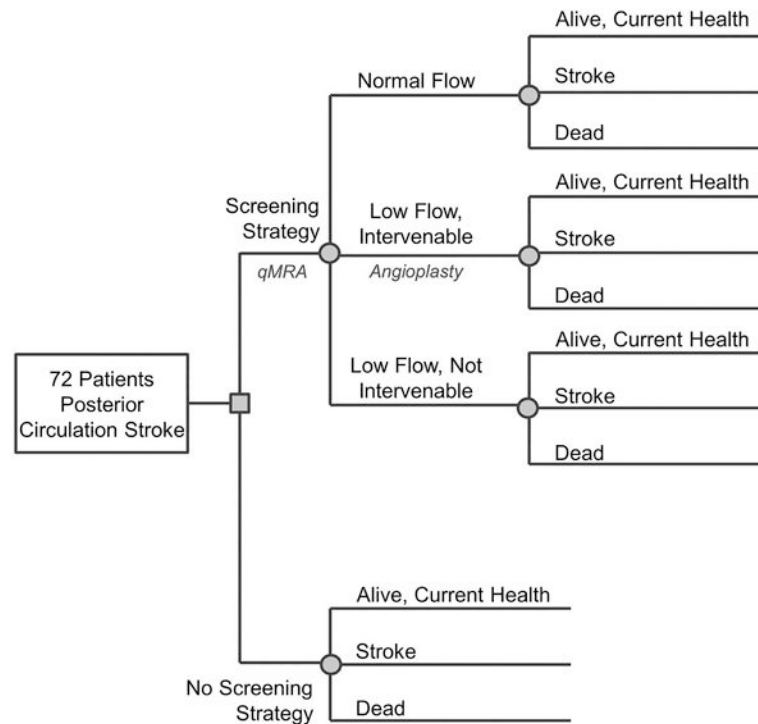 72 Patients
Posterior
Circulation Stroke
Screening
Strategy
qMRA
Normal Flow
Alive, Current Health
Stroke
Dead
Low Flow,
Intervenable
Angioplasty
Alive, Current Health
Stroke
Dead
Low Flow, Not
Intervenable
Alive, Current Health
Stroke
Dead
No Screening
Strategy
Alive, Current Health
Stroke
Dead